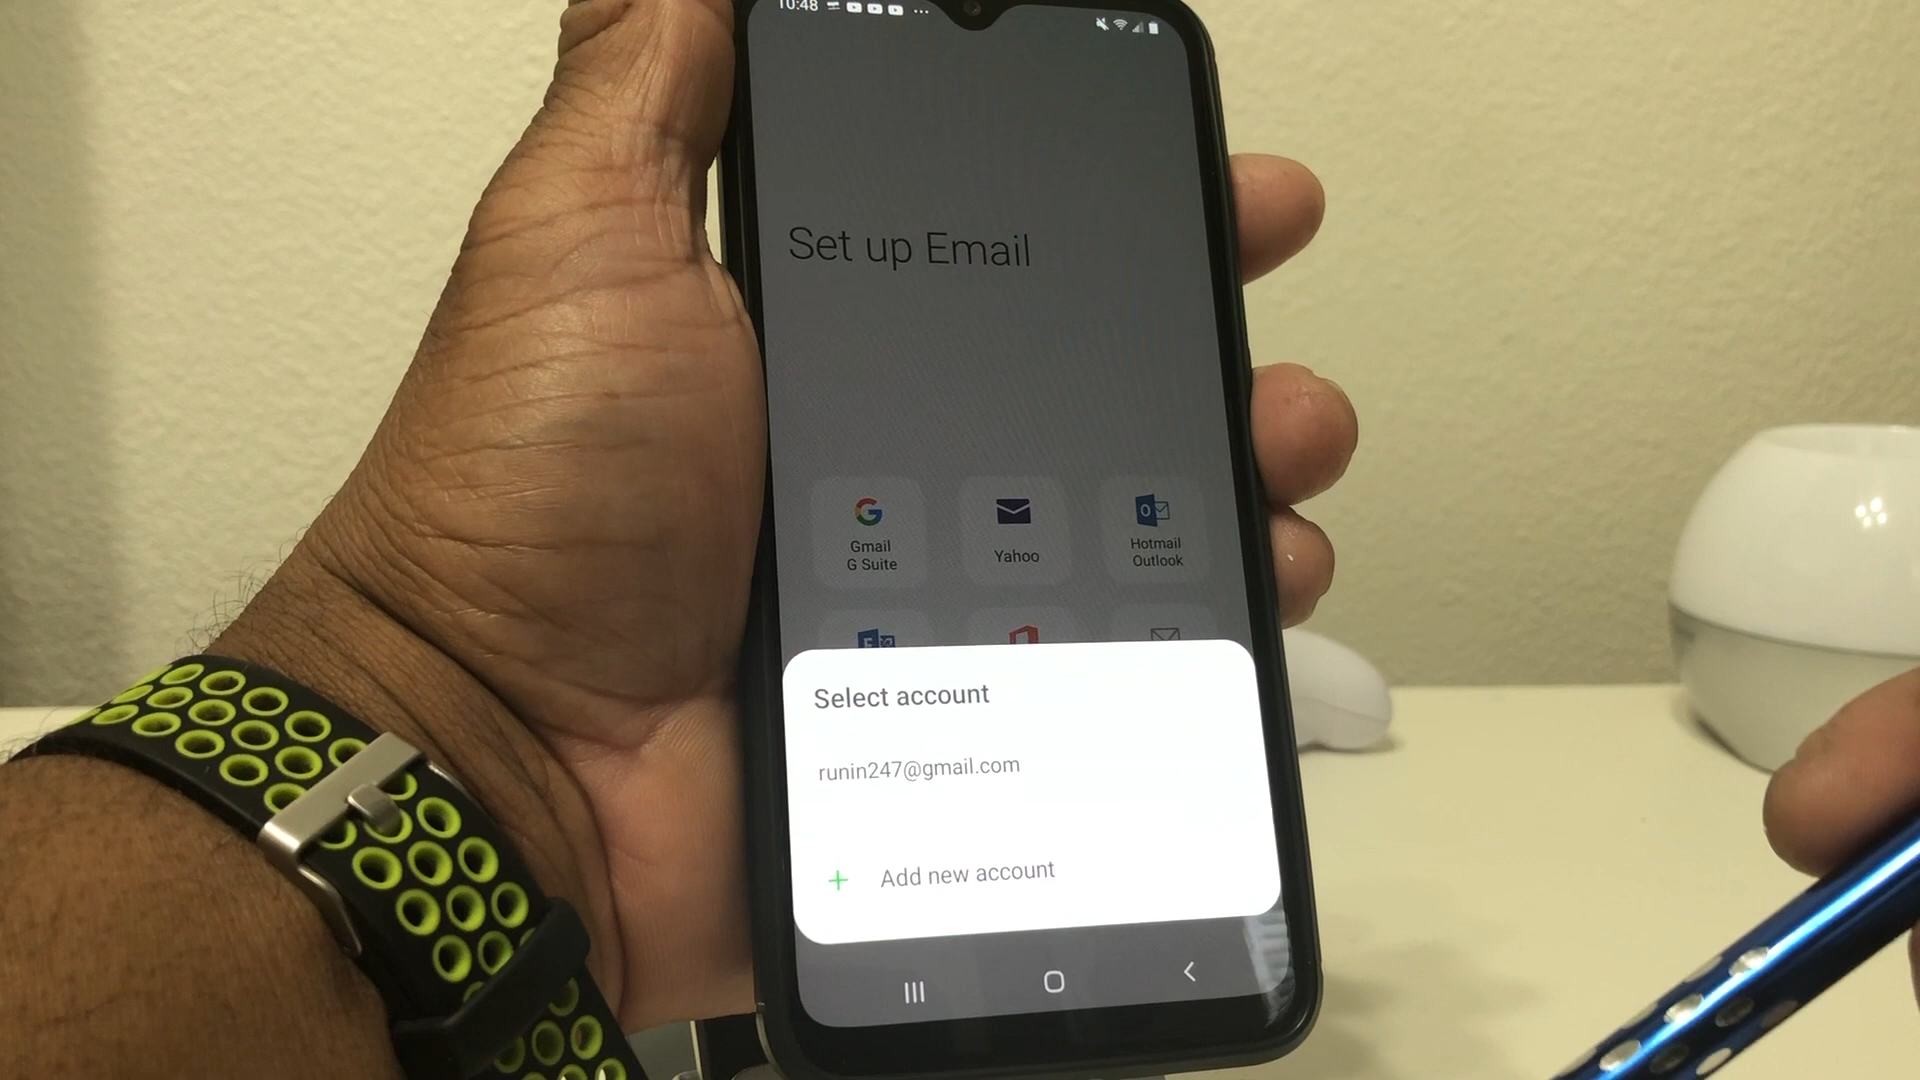 10:48
Set up Email
Gmail
G Suite
Yahoo
Hotmail
Outlook
Select account
runin247@gmail.com
+ Add new account